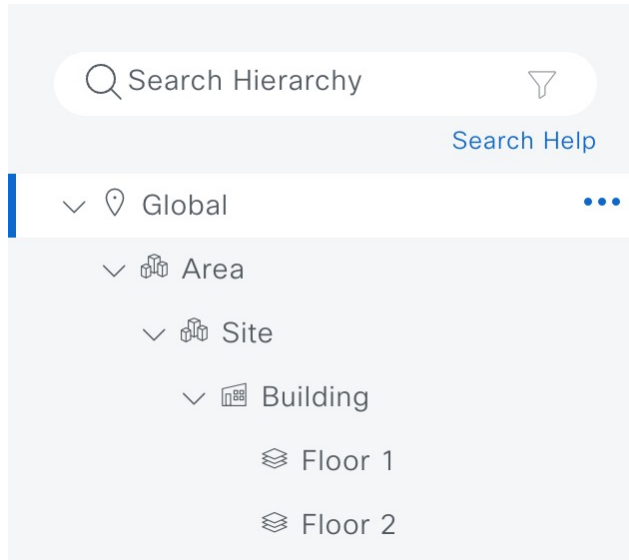 Search Hierarchy
Search Help
Global
Area
Site
Building
Floor 1
Floor 2